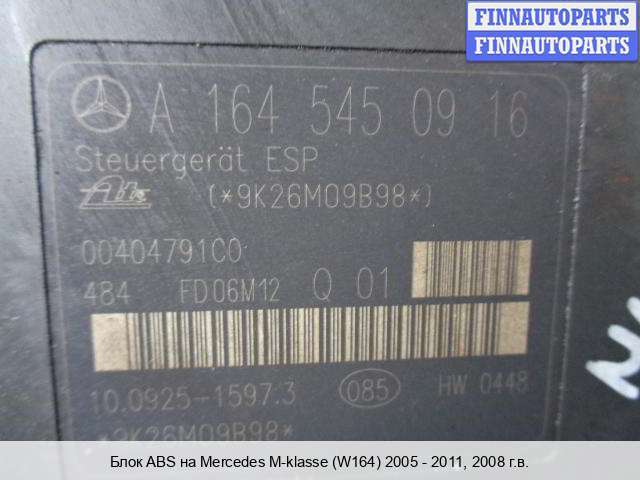 FINNAUTOPARTS
FINNAUTOPARTS
A 164 545 09 16
Steuergerät ESP
Ate (*9K26M09B98*)
00404791C0
484 FD06M12 Q 01
10.0925-1597.3 085 HW 0448
*9K26M09B98*
Блок ABS на Mercedes M-klasse (W164) 2005 - 2011, 2008 г.в.